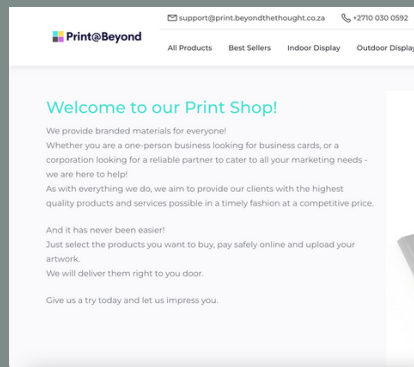 support@print.beyondthethought.co.za +2710 030 0592
Print@Beyond
All Products Best Sellers Indoor Display Outdoor Display
Welcome to our Print Shop!
We provide branded materials for everyone!
Whether you are a one-person business looking for business cards, or a
corporation looking for a reliable partner to cater to all your marketing needs -
we are here to help!
As with everything we do, we aim to provide our clients with the highest
quality products and services possible in a timely fashion at a competitive price.
And it has never been easier!
Just select the products you want to buy, pay safely online and upload your
artwork.
We will deliver them right to you door.
Give us a try today and let us impress you.